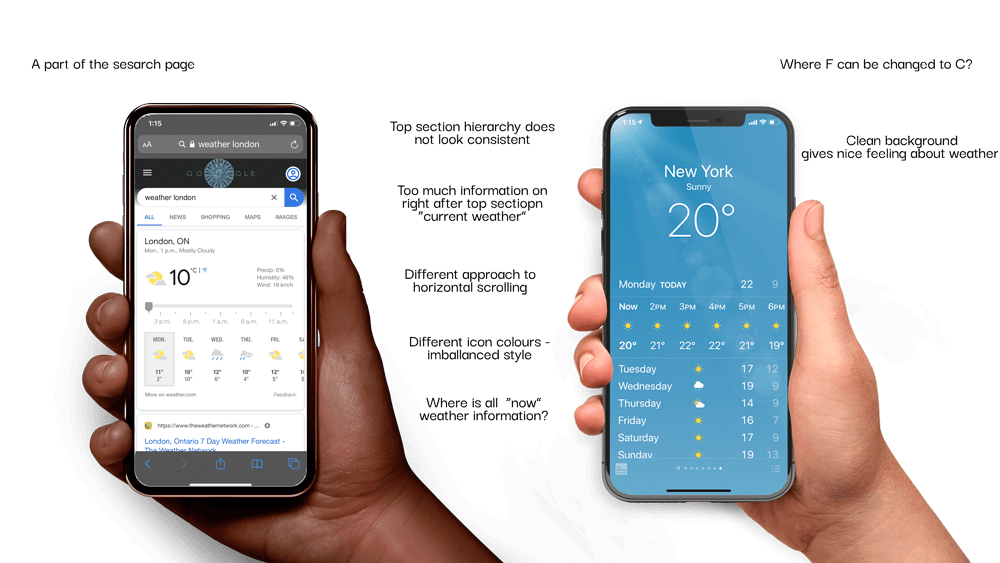 A part of the sesarch page
Where F can be changed to C?
1:15
AA
weather london
GO GLE
weather london
ALL NEWS SHOPPING MAPS IMAGES
London, ON
Mon., 1 p.m., Mostly Cloudy
10 °C | °F
Precip: 0%
Humidity: 48%
Wind: 19 km/h
3 p.m. 9 p.m. 1 a.m. 6 a.m. 11 a.m.
MON. TUE. WED. THU. FRI.
11° 16° 12° 10° 12°
2° 10° 6° 4° 5°
More on weather.com
Feedback
https://www.theweathernetwork.com › ...
London, Ontario 7 Day Weather Forecast -
The Weather Network
Top section hierarchy does
not look consistent
Too much information on
right after top sectiopn
"current weather"
Different approach to
horizontal scrolling
Different icon colours -
imballanced style
Where is all "now"
weather information?
1:15
New York
Sunny
20°
Monday TODAY 22 9
Now 2PM 3PM 4PM 5PM 6PM
20° 21° 22° 22° 21° 19°
Tuesday 17 12
Wednesday 19 9
Thursday 14 9
Friday 16 7
Saturday 17 9
Sunday 19 13
Clean background
gives nice feeling about weather